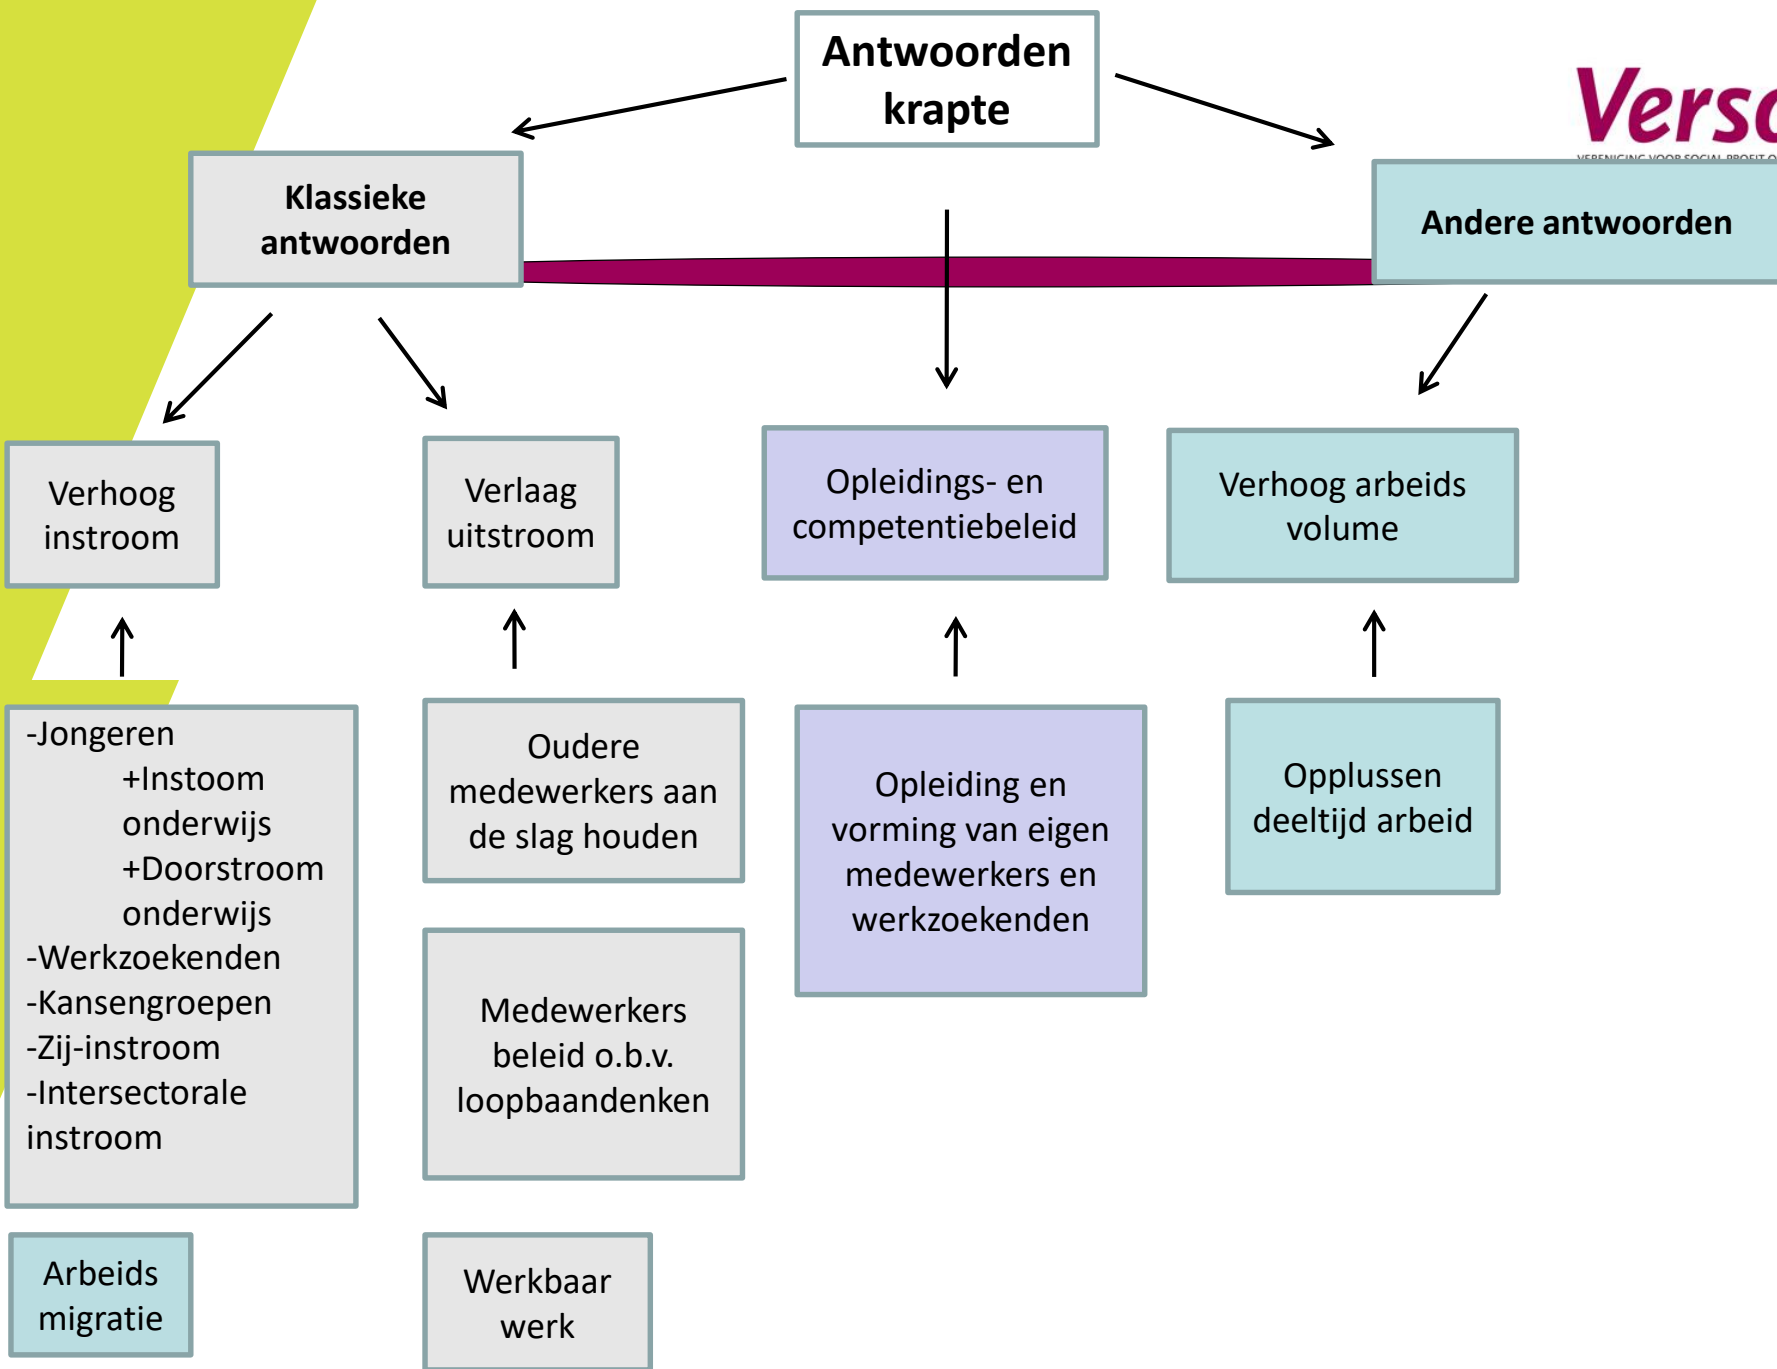 Antwoorden
krapte
Verso
Klassieke
antwoorden
Andere antwoorden
Verhoog
instroom
Verlaag
uitstroom
Opleidings- en
competentiebeleid
Verhoog arbeids
volume
-Jongeren
+Instoom
onderwijs
+Doorstroom
onderwijs
-Werkzoekenden
-Kansengroepen
-Zij-instroom
-Intersectorale
instroom
Oudere
medewerkers aan
de slag houden
Opleiding en
vorming van eigen
medewerkers en
werkzoekenden
Opplussen
deeltijd arbeid
Medewerkers
beleid o.b.v.
loopbaandenken
Arbeids
migratie
Werkbaar
werk